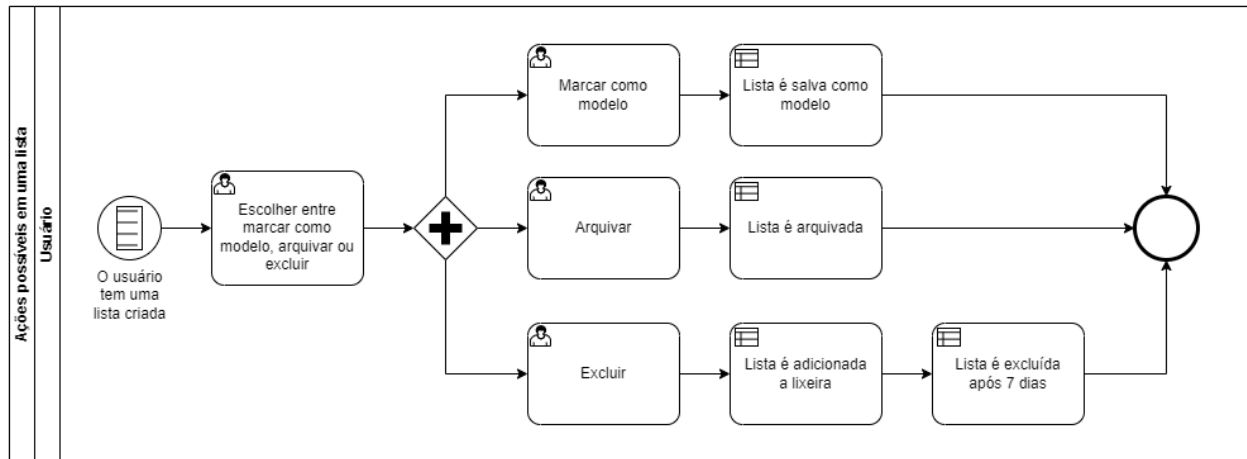 Ações possíveis em uma lista
Usuário
O usuário
tem uma
lista criada
Escolher entre
marcar como
modelo, arquivar ou
excluir
Marcar como
modelo
Lista é salva como
modelo
Arquivar
Lista é arquivada
Excluir
Lista é adicionada
a lixeira
Lista é excluída
após 7 dias